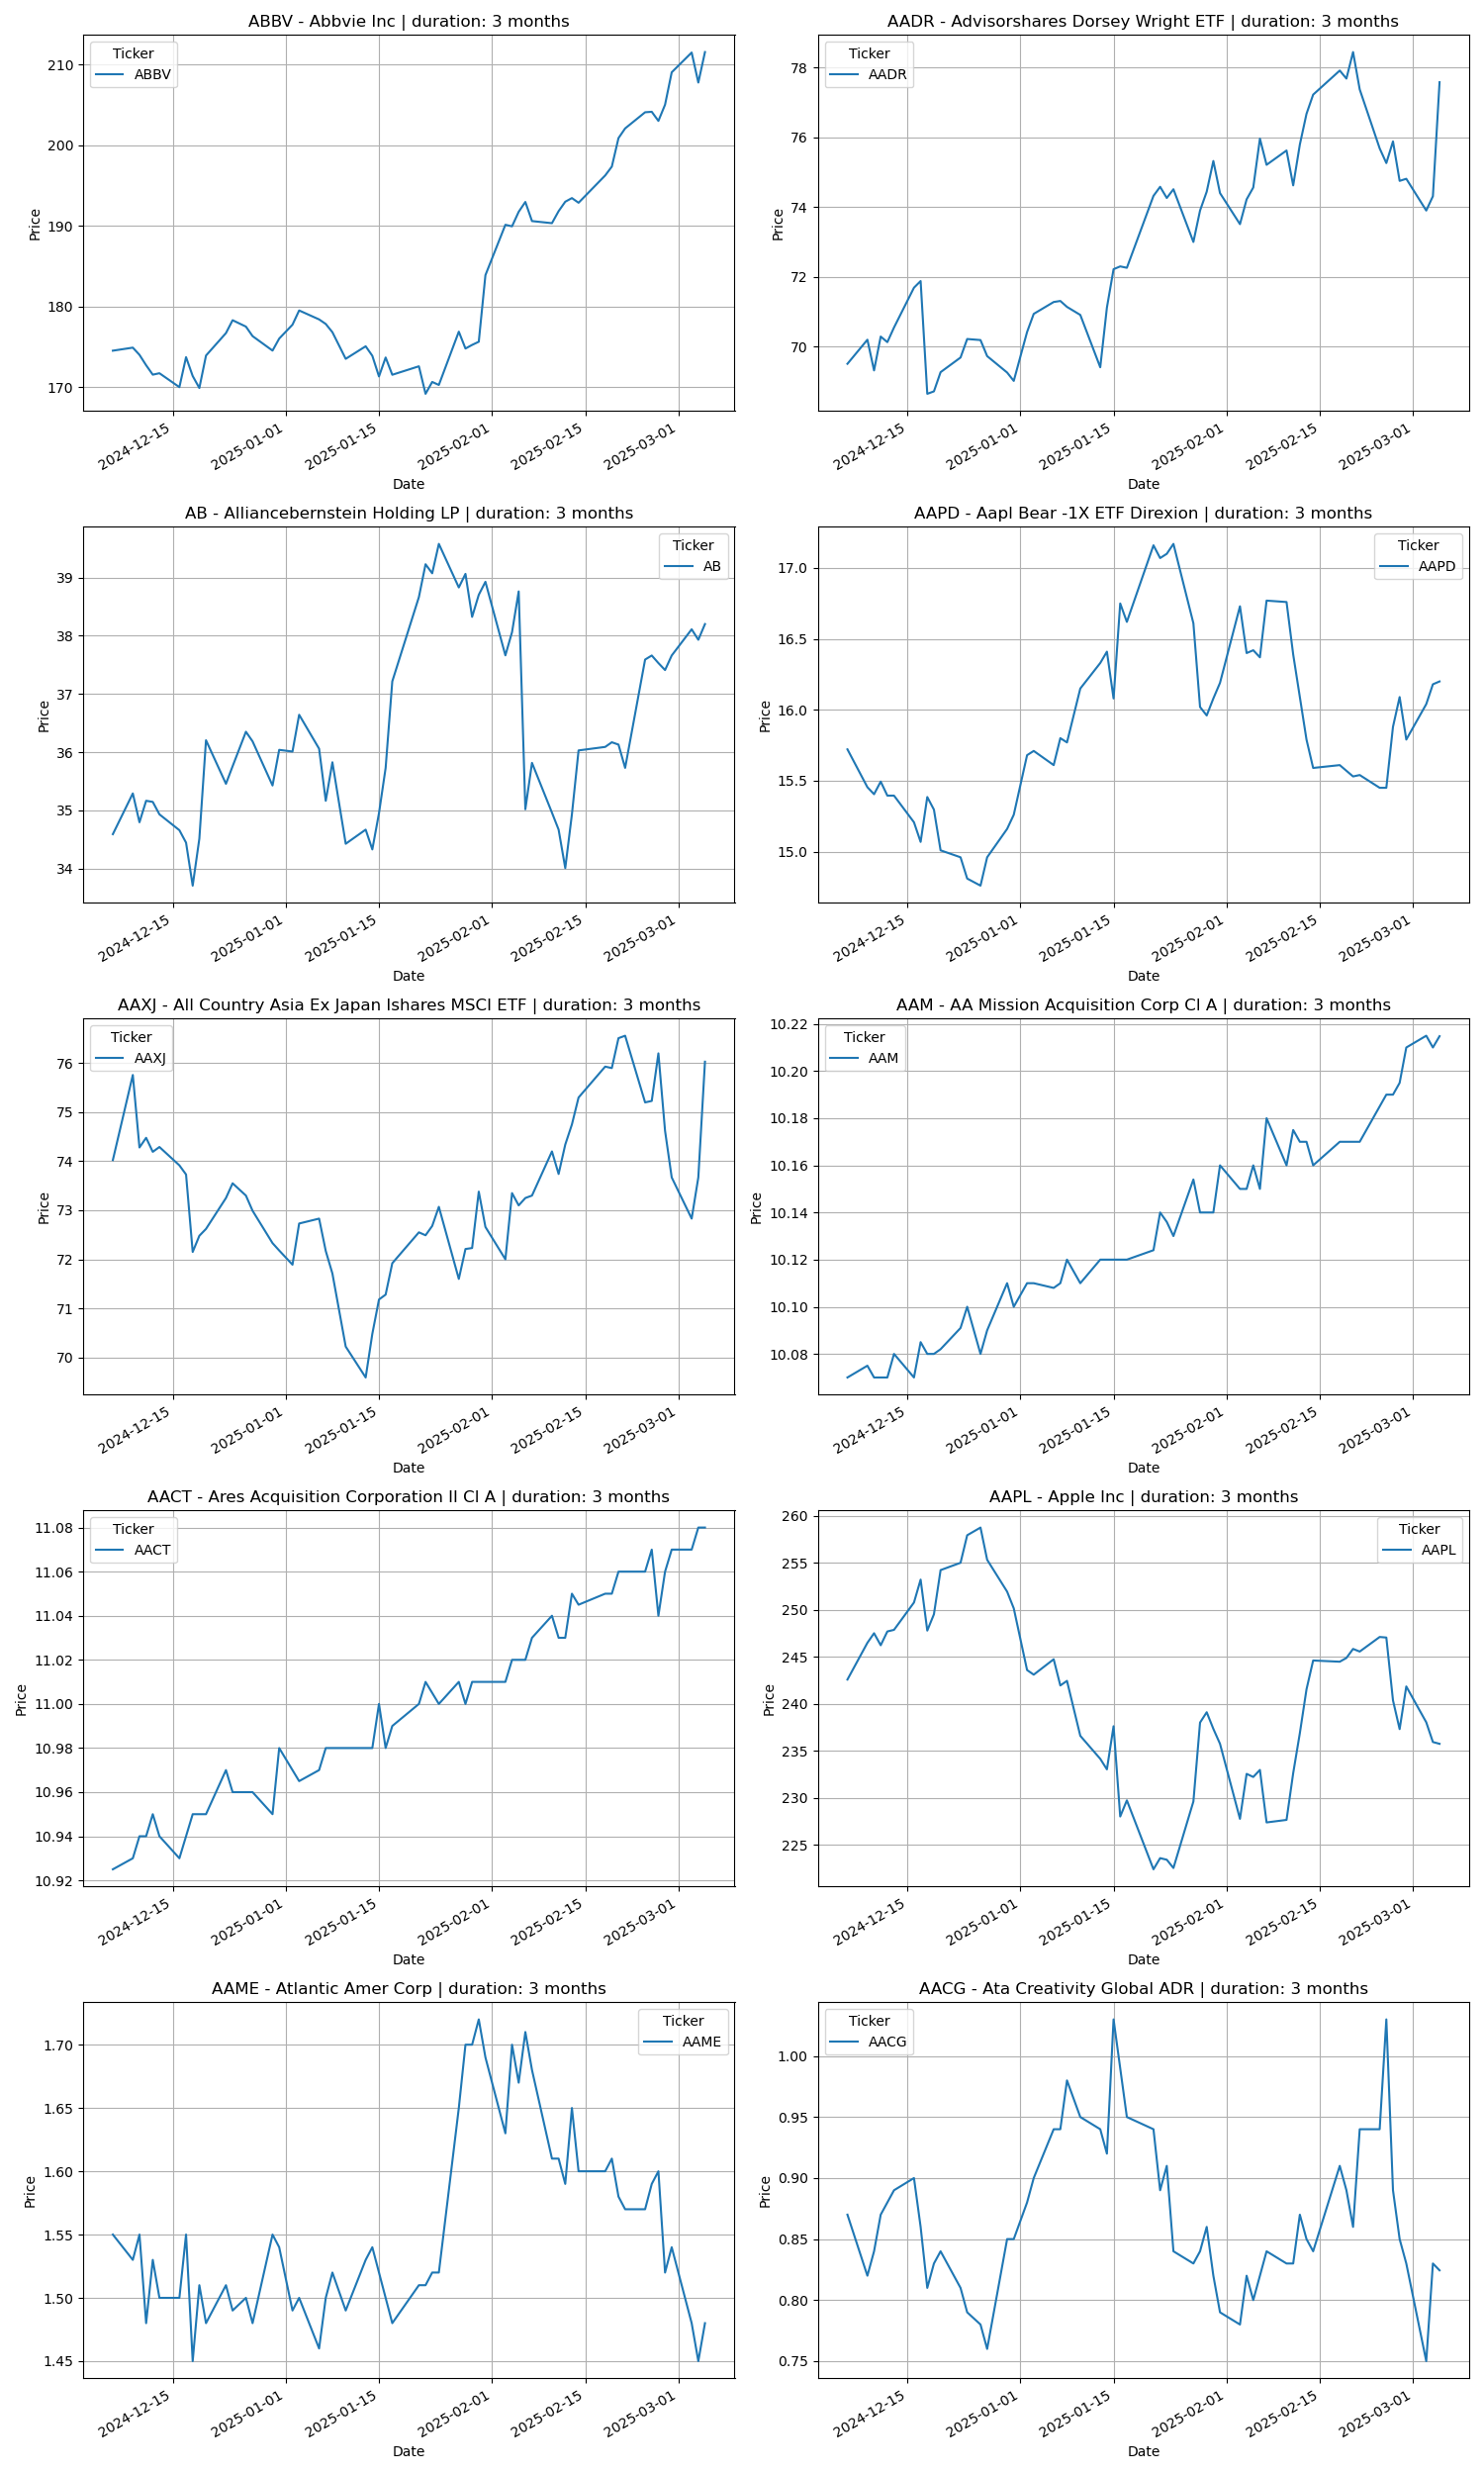 ABBV - Abbvie Inc | duration: 3 months
Ticker
ABBV
Price
210
200
190
180
170
2024-12-15
2025-01-01
2025-01-15
2025-02-01
2025-02-15
2025-03-01
Date
AADR - Advisorshares Dorsey Wright ETF | duration: 3 months
Ticker
AADR
Price
78
76
74
72
70
2024-12-15
2025-01-01
2025-01-15
2025-02-01
2025-02-15
2025-03-01
Date
AB - Alliancebernstein Holding LP | duration: 3 months
Ticker
AB
Price
39
38
37
36
35
34
2024-12-15
2025-01-01
2025-01-15
2025-02-01
2025-02-15
2025-03-01
Date
AAPD - Aapl Bear -1X ETF Direxion | duration: 3 months
Ticker
AAPD
Price
17.0
16.5
16.0
15.5
15.0
2024-12-15
2025-01-01
2025-01-15
2025-02-01
2025-02-15
2025-03-01
Date
AAXJ - All Country Asia Ex Japan Ishares MSCI ETF | duration: 3 months
Ticker
AAXJ
Price
76
75
74
73
72
71
70
2024-12-15
2025-01-01
2025-01-15
2025-02-01
2025-02-15
2025-03-01
Date
AAM - AA Mission Acquisition Corp Cl A | duration: 3 months
Ticker
AAM
Price
10.22
10.20
10.18
10.16
10.14
10.12
10.10
10.08
2024-12-15
2025-01-01
2025-01-15
2025-02-01
2025-02-15
2025-03-01
Date
AACT - Ares Acquisition Corporation II Cl A | duration: 3 months
Ticker
AACT
Price
11.08
11.06
11.04
11.02
11.00
10.98
10.96
10.94
10.92
2024-12-15
2025-01-01
2025-01-15
2025-02-01
2025-02-15
2025-03-01
Date
AAPL - Apple Inc | duration: 3 months
Ticker
AAPL
Price
260
255
250
245
240
235
230
225
2024-12-15
2025-01-01
2025-01-15
2025-02-01
2025-02-15
2025-03-01
Date
AAME - Atlantic Amer Corp | duration: 3 months
Ticker
AAME
Price
1.70
1.65
1.60
1.55
1.50
1.45
2024-12-15
2025-01-01
2025-01-15
2025-02-01
2025-02-15
2025-03-01
Date
AACG - Ata Creativity Global ADR | duration: 3 months
Ticker
AACG
Price
1.00
0.95
0.90
0.85
0.80
0.75
2024-12-15
2025-01-01
2025-01-15
2025-02-01
2025-02-15
2025-03-01
Date